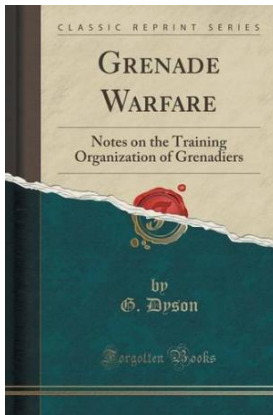 CLASSIC REPRINT SERIES
GRENADE
WARFARE
Notes on the Training
Organization of Grenadiers
by
G. Dyson
Forgotten Books